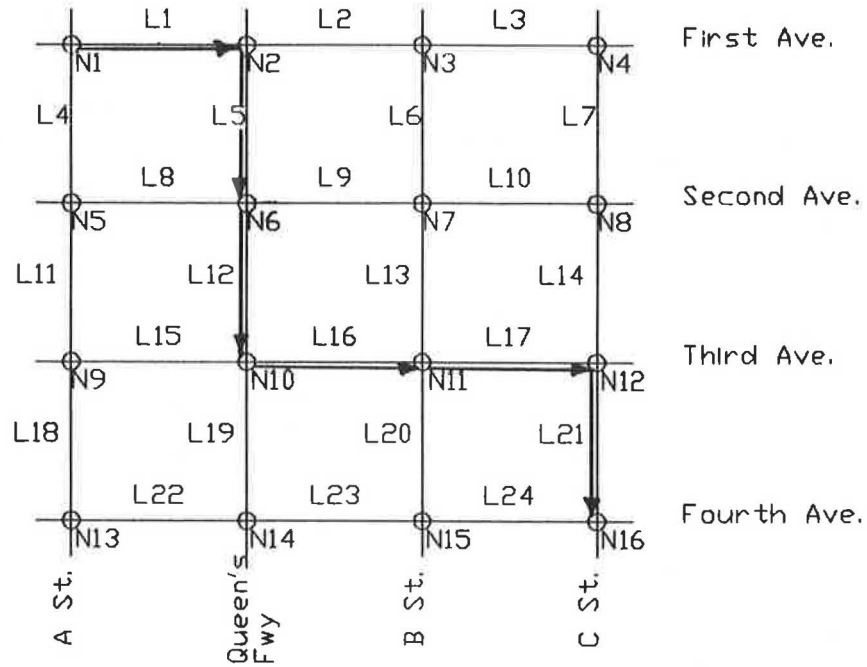 L1 L2 L3 First Ave.
N1 N2 N3 N4
L4 L5 L6 L7
L8 L9 L10 Second Ave.
N5 N6 N7 N8
L11 L12 L13 L14
L15 L16 L17 Third Ave.
N9 N10 N11 N12
L18 L19 L20 L21
L22 L23 L24 Fourth Ave.
N13 N14 N15 N16
A St.
Queen's
Fwy
B St.
C St.